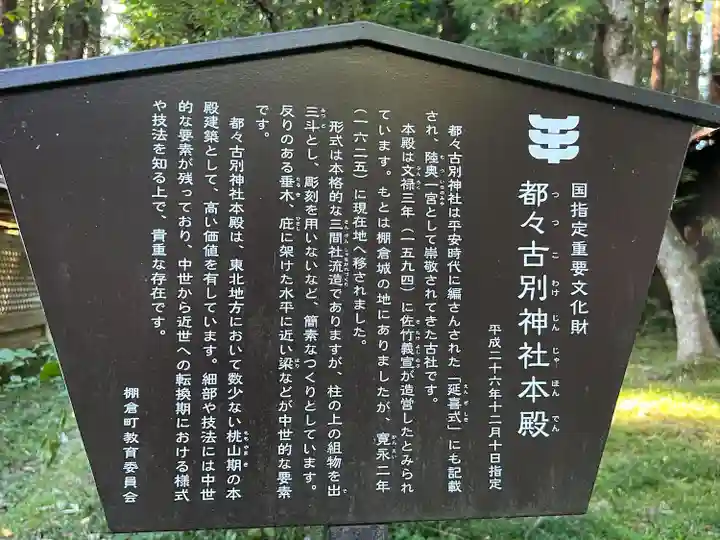 国指定重要文化財
都々古別神社本殿
つつこわけじんじゃほんでん
平成二十六年十二月十日指定
都々古別神社は平安時代に編さんされた「延喜式」にも記載
され、陸奥一宮として崇敬されてきた古社です。
本殿は文禄三年（一五九四）に佐竹義宣が造営したとみられ
ています。もとは棚倉城の地にありましたが、寛永二年
（一六二五）に現在地へ移されました。
形式は本格的な三間社流造でありますが、柱の上の組物を出
三斗とし、彫刻を用いないなど、簡素なつくりとしています。
反りのある垂木、庇に架けた水平に近い梁などが中世的な要素
です。
都々古別神社本殿は、東北地方において数少ない桃山期の本
殿建築として、高い価値を有しています。細部や技法には中世
的な要素が残っており、中世から近世への転換期における様式
や技法を知る上で、貴重な存在です。
棚倉町教育委員会